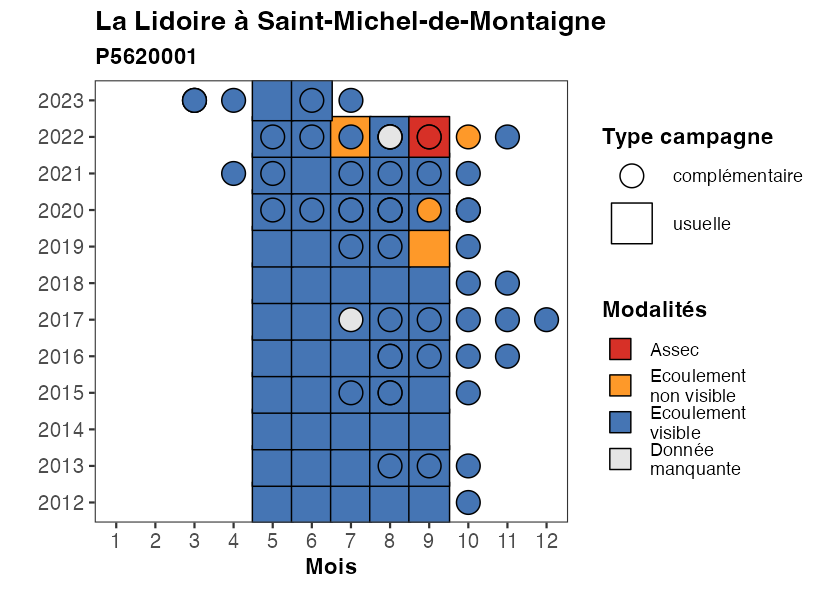 La Lidoire à Saint-Michel-de-Montaigne
P5620001
2023
2022
2021
2020
2019
2018
2017
2016
2015
2014
2013
2012
1 2 3 4 5 6 7 8 9 10 11 12
Mois
Type campagne
complémentaire
usuelle
Modalités
Assec
Ecoulement
non visible
Ecoulement
visible
Donnée
manquante